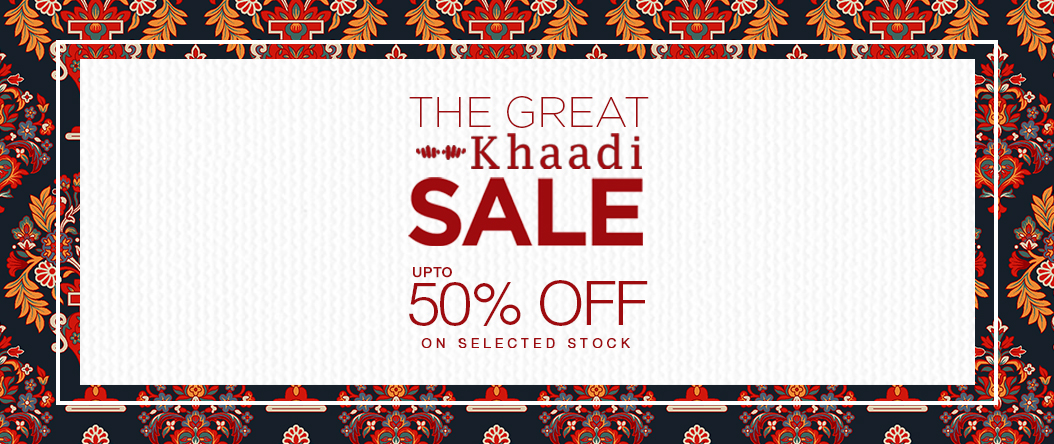 THE GREAT
Khaadi
SALE
UPTO
50% OFF
ON SELECTED STOCK